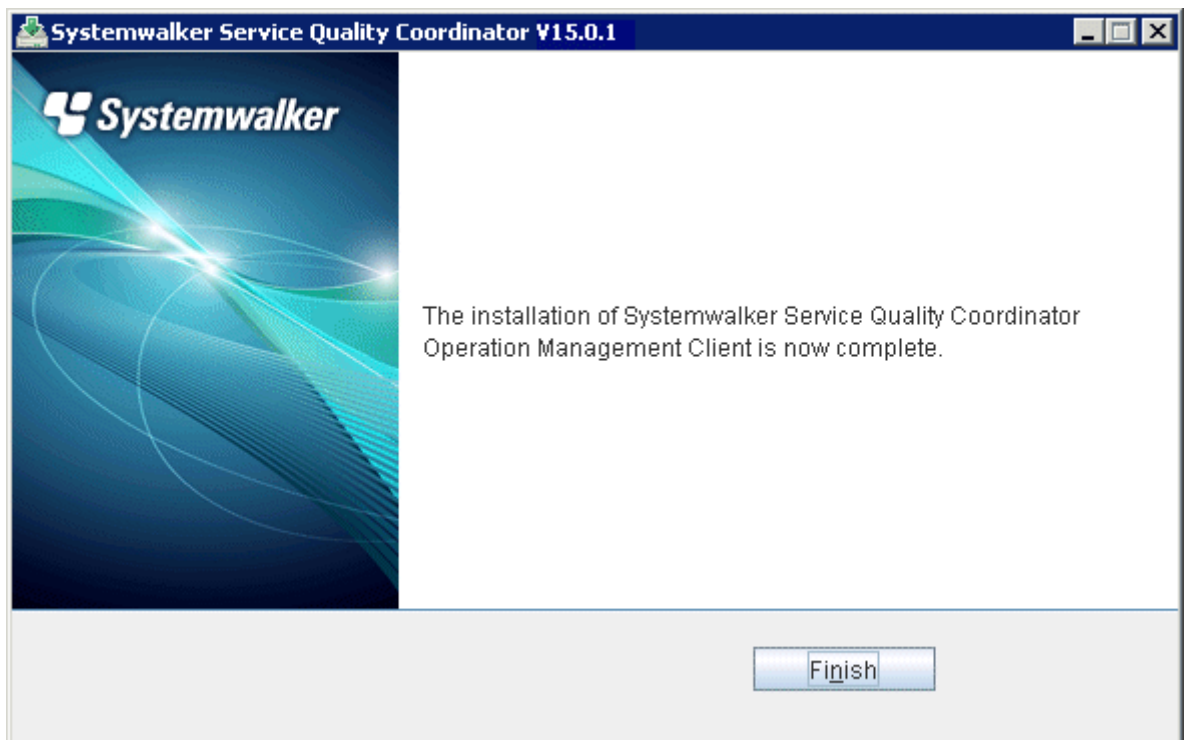 Systemwalker Service Quality Coordinator V15.0.1
Systemwalker
The installation of Systemwalker Service Quality Coordinator
Operation Management Client is now complete.
Finish